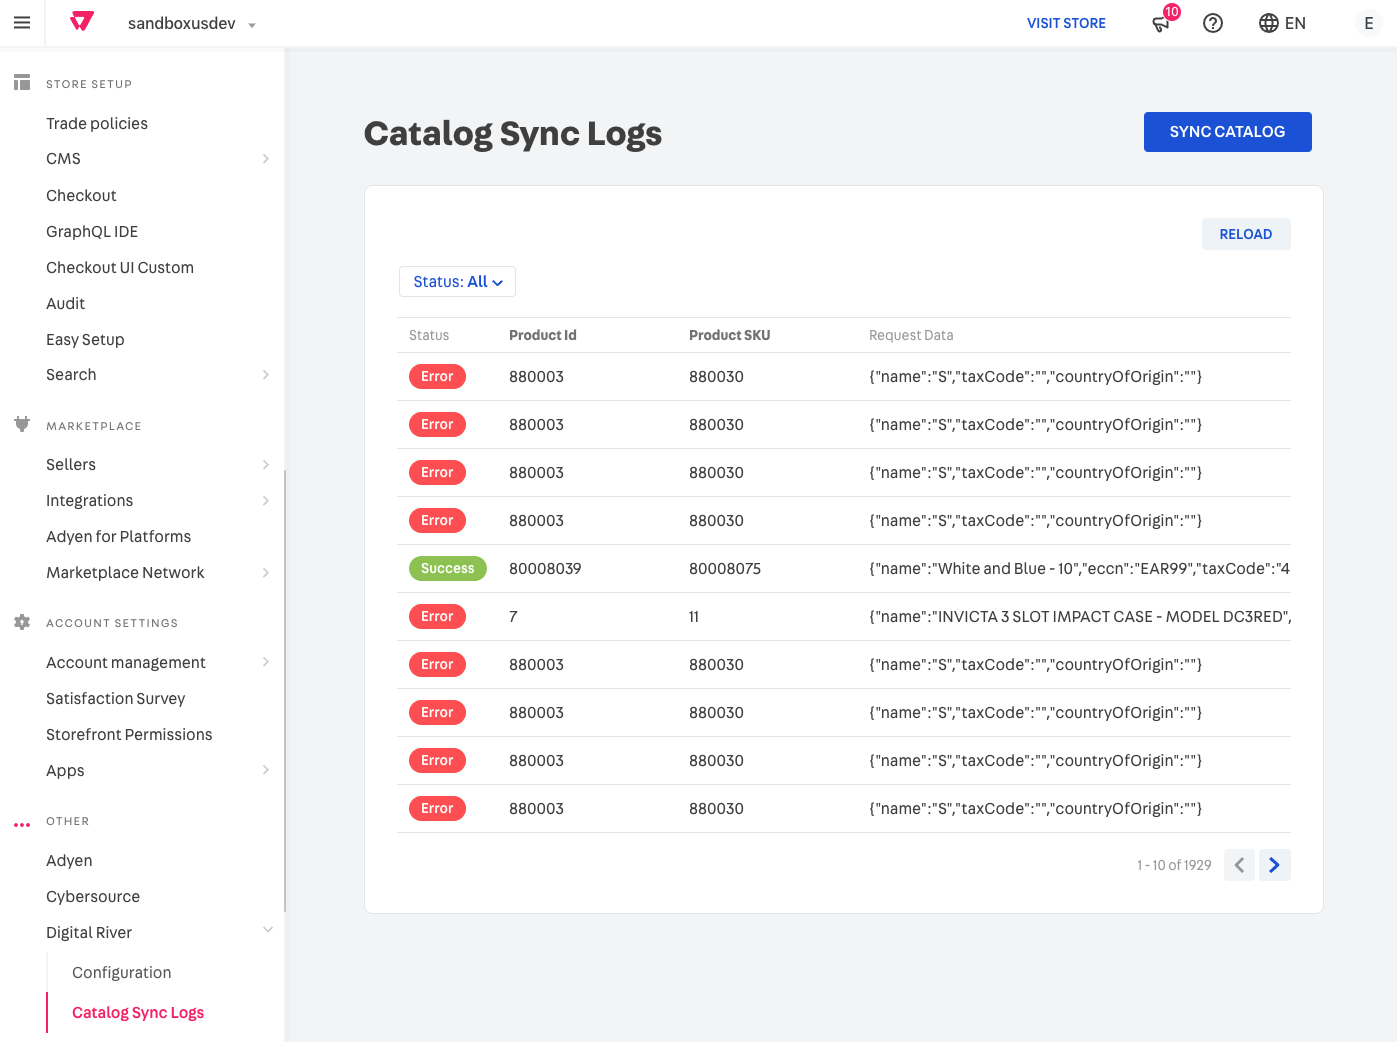 sandboxusdev
VISIT STORE
10
EN
E
STORE SETUP
Trade policies
CMS
Checkout
GraphQL IDE
Checkout UI Custom
Audit
Easy Setup
Search
MARKETPLACE
Sellers
Integrations
Adyen for Platforms
Marketplace Network
ACCOUNT SETTINGS
Account management
Satisfaction Survey
Storefront Permissions
Apps
OTHER
Adyen
Cybersource
Digital River
Configuration
Catalog Sync Logs
Catalog Sync Logs
SYNC CATALOG
RELOAD
Status: All
Status Product Id Product SKU Request Data
Error 880003 880030 {"name":"S","taxCode":"","countryOfOrigin":""}
Error 880003 880030 {"name":"S","taxCode":"","countryOfOrigin":""}
Error 880003 880030 {"name":"S","taxCode":"","countryOfOrigin":""}
Error 880003 880030 {"name":"S","taxCode":"","countryOfOrigin":""}
Success 80008039 80008075 {"name":"White and Blue - 10","eccn":"EAR99","taxCode":"4
Error 7 11 {"name":"INVICTA 3 SLOT IMPACT CASE - MODEL DC3RED",
Error 880003 880030 {"name":"S","taxCode":"","countryOfOrigin":""}
Error 880003 880030 {"name":"S","taxCode":"","countryOfOrigin":""}
Error 880003 880030 {"name":"S","taxCode":"","countryOfOrigin":""}
Error 880003 880030 {"name":"S","taxCode":"","countryOfOrigin":""}
1 - 10 of 1929